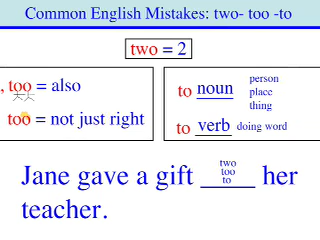 Common English Mistakes: two- too -to
two = 2
, too = also
too = not just right
to noun
person
place
thing
to verb doing word
two
too
to
Jane gave a gift _____ her
teacher.